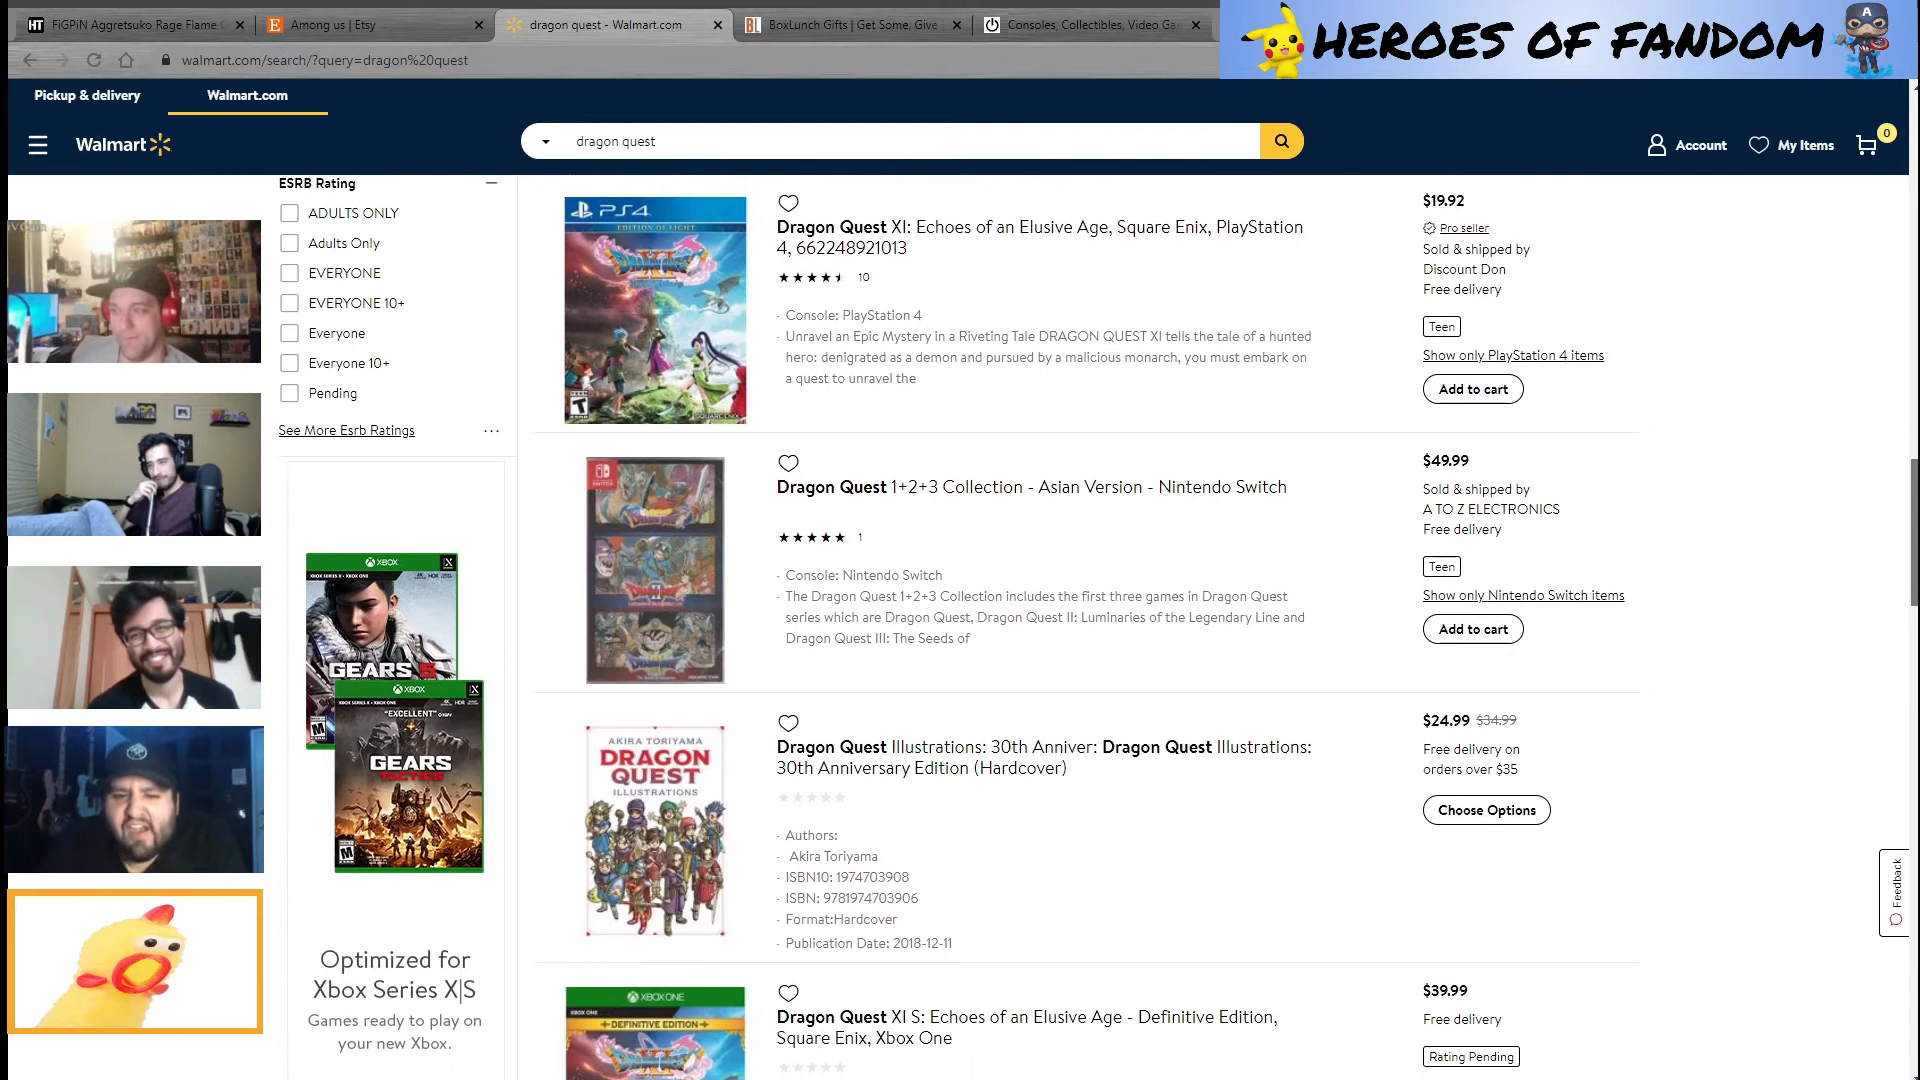 FiGPiN Aggretsuko Rage Flame
Among us | Etsy
dragon quest - Walmart.com
BoxLunch Gifts | Get Some, Give
Consoles, Collectibles, Video Ga
HEROES OF FANDOM
walmart.com/search/?query=dragon%20quest
Pickup & delivery
Walmart.com
Walmart
dragon quest
Account
My Items
0
ESRB Rating
ADULTS ONLY
Adults Only
EVERYONE
EVERYONE 10+
Everyone
Everyone 10+
Pending
See More Esrb Ratings
XBOX
GEARS 5
XBOX
"EXCELLENT"
GEARS
TACTICS
Optimized for
Xbox Series X|S
Games ready to play on
your new Xbox.
PS4
EDITION OF LIGHT
Dragon Quest XI: Echoes of an Elusive Age, Square Enix, PlayStation
4, 662248921013
10
· Console: PlayStation 4
· Unravel an Epic Mystery in a Riveting Tale DRAGON QUEST XI tells the tale of a hunted
hero: denigrated as a demon and pursued by a malicious monarch, you must embark on
a quest to unravel the
$19.92
Pro seller
Sold & shipped by
Discount Don
Free delivery
Teen
Show only PlayStation 4 items
Add to cart
Dragon Quest 1+2+3 Collection - Asian Version - Nintendo Switch
1
· Console: Nintendo Switch
· The Dragon Quest 1+2+3 Collection includes the first three games in Dragon Quest
series which are Dragon Quest, Dragon Quest II: Luminaries of the Legendary Line and
Dragon Quest III: The Seeds of
$49.99
Sold & shipped by
A TO Z ELECTRONICS
Free delivery
Teen
Show only Nintendo Switch items
Add to cart
AKIRA TORIYAMA
DRAGON
QUEST
ILLUSTRATIONS
Dragon Quest Illustrations: 30th Anniver: Dragon Quest Illustrations:
30th Anniversary Edition (Hardcover)
· Authors:
· Akira Toriyama
· ISBN10: 1974703908
· ISBN: 9781974703906
· Format:Hardcover
· Publication Date: 2018-12-11
$24.99 $34.99
Free delivery on
orders over $35
Choose Options
Feedback
XBOX ONE
XBOX ONE
DEFINITIVE EDITION
Dragon Quest XI S: Echoes of an Elusive Age - Definitive Edition,
Square Enix, Xbox One
$39.99
Free delivery
Rating Pending